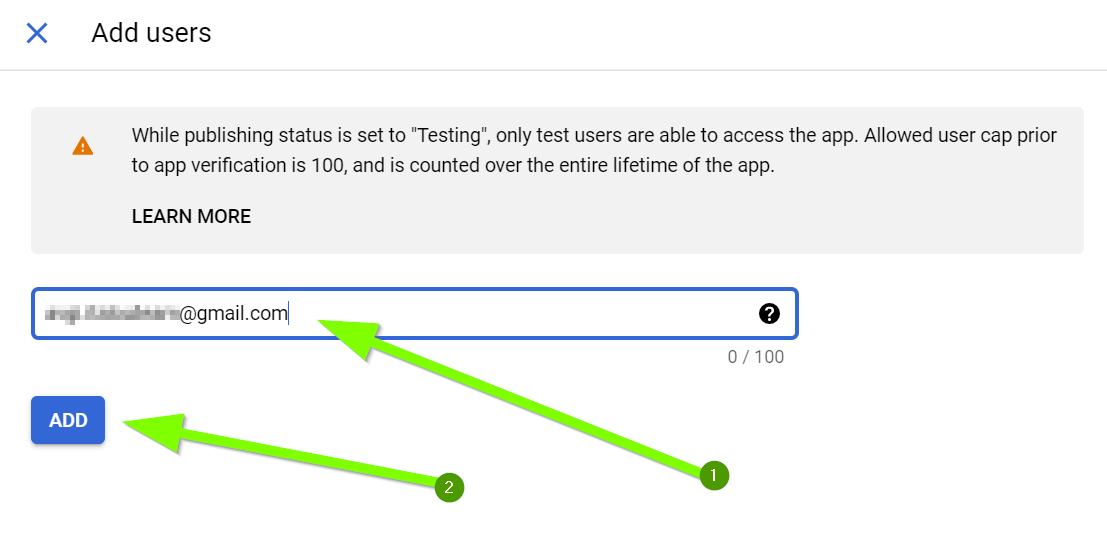 Add users
While publishing status is set to "Testing", only test users are able to access the app. Allowed user cap prior
to app verification is 100, and is counted over the entire lifetime of the app.
LEARN MORE
@gmail.com
?
0 / 100
ADD
1
2